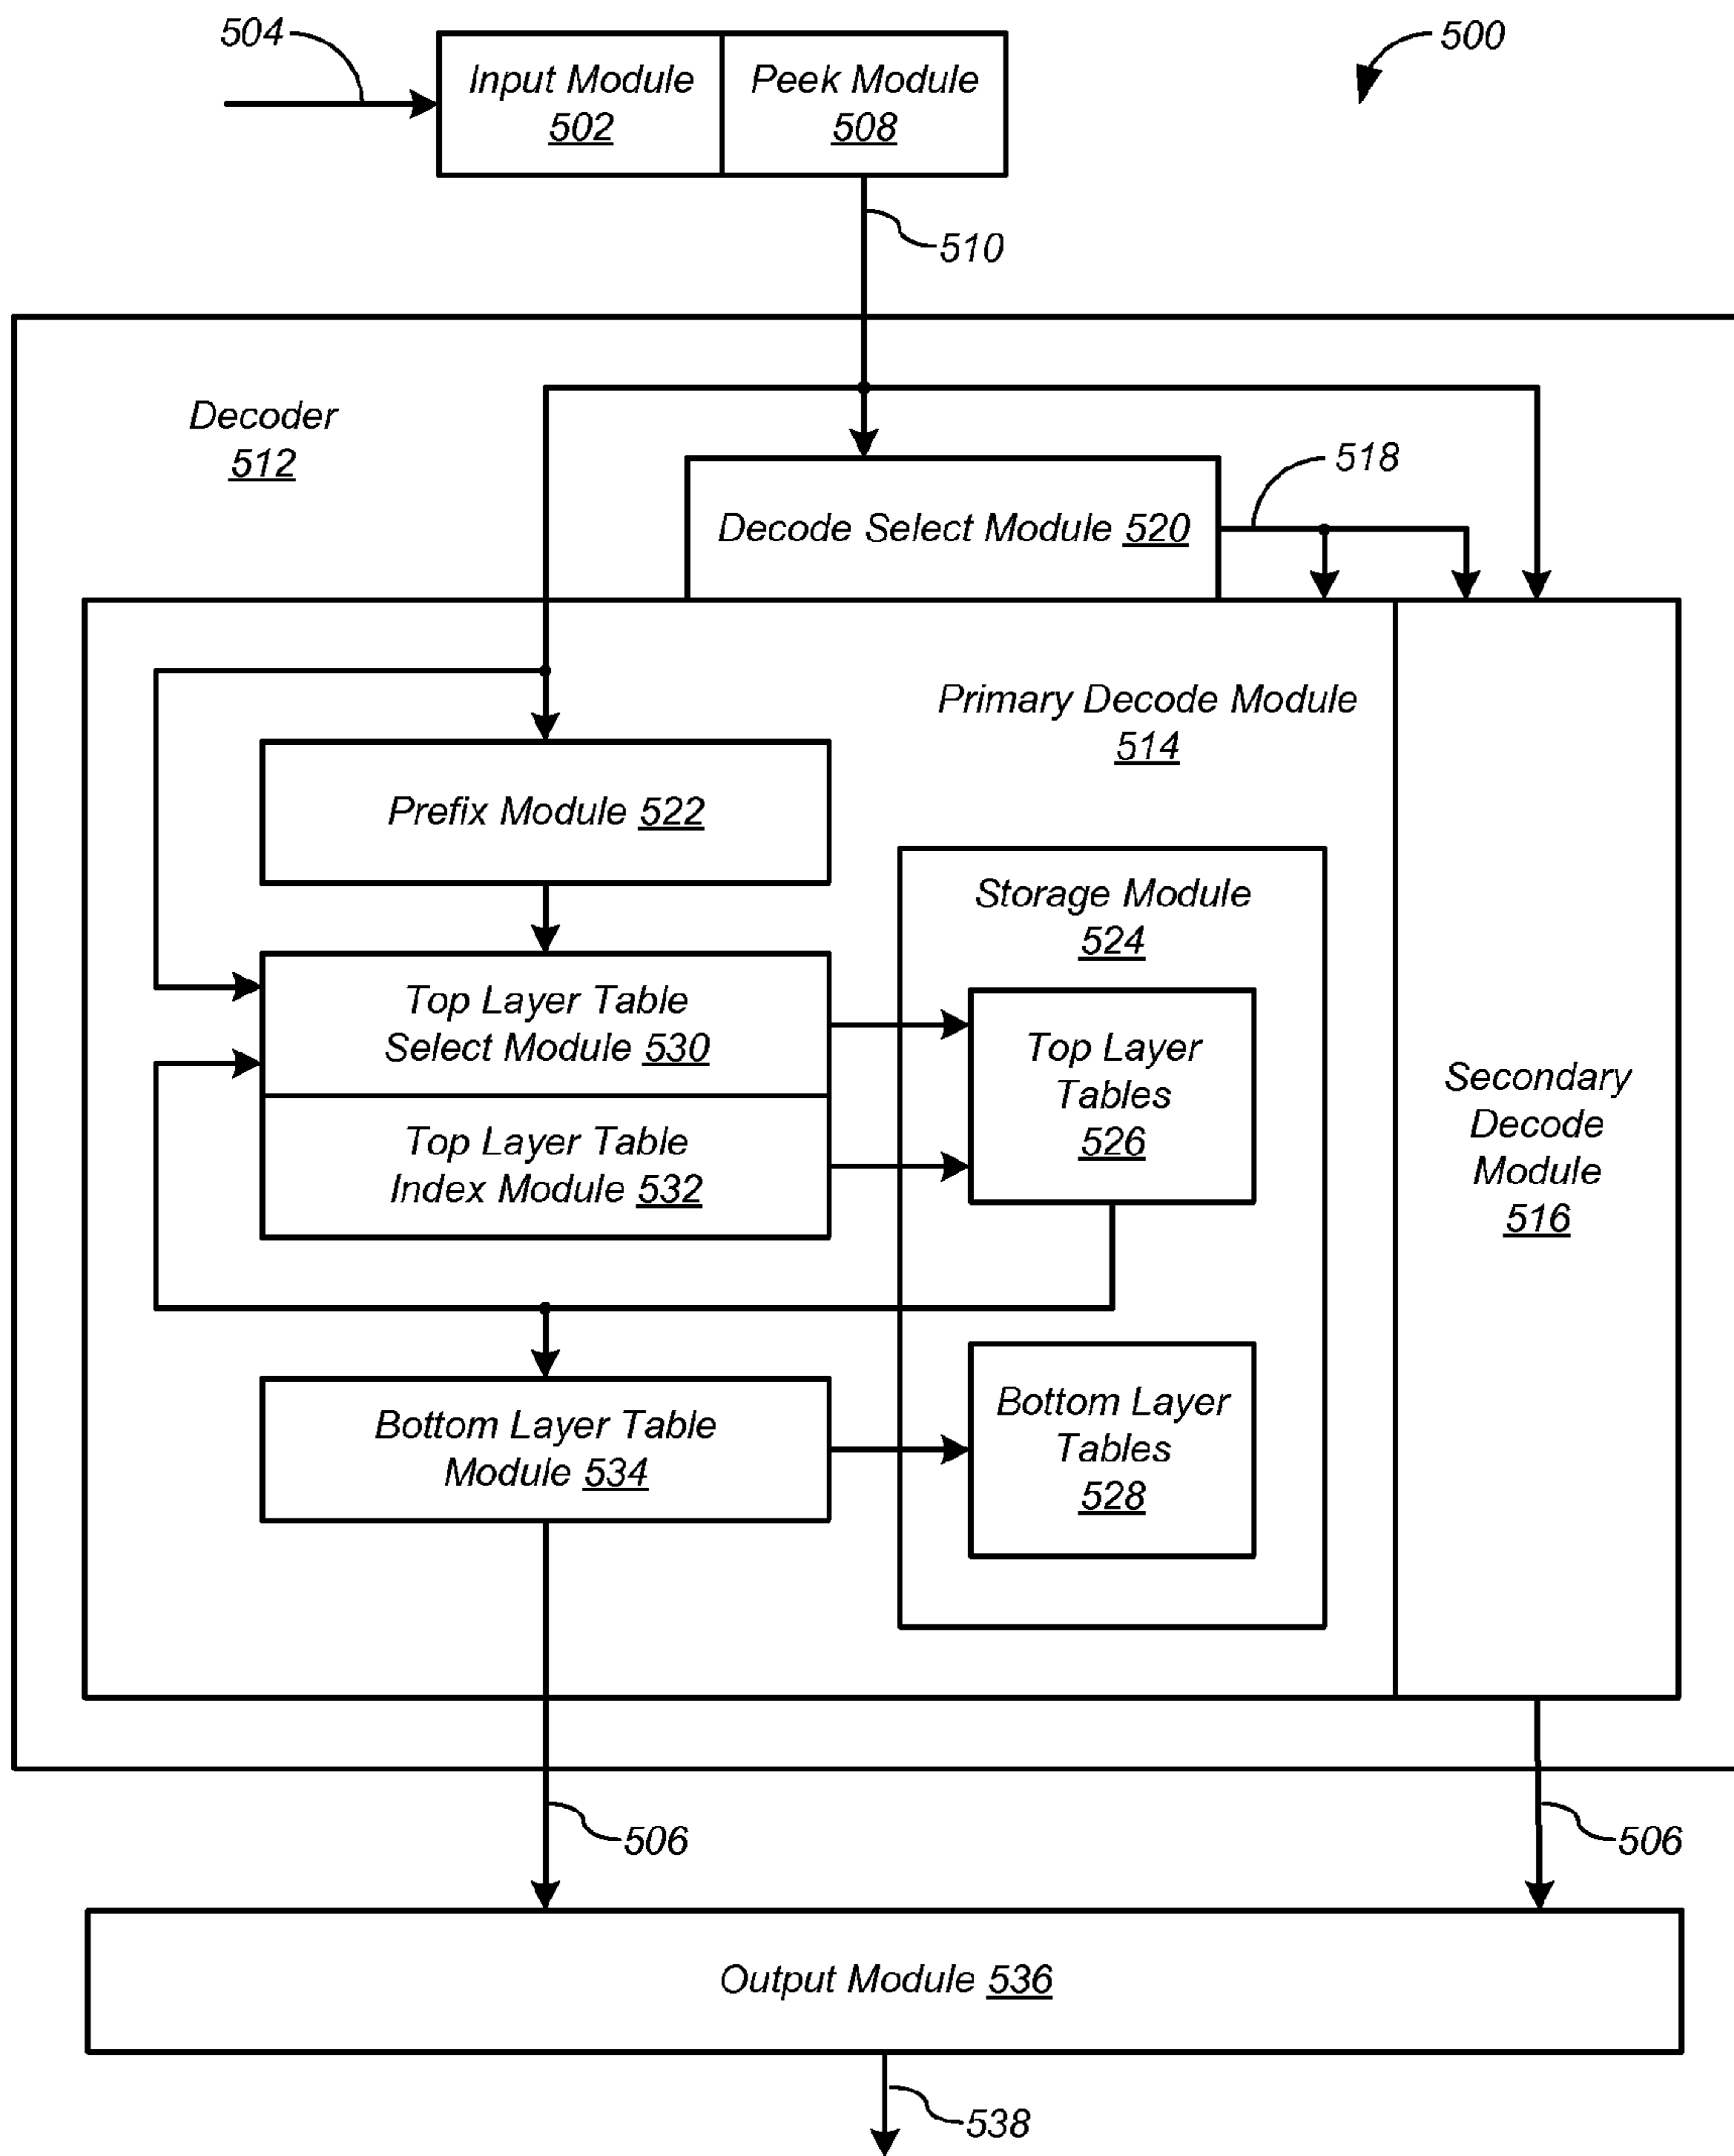 504
Input Module
502
Peek Module
508
500
510
Decoder
512
518
Decode Select Module 520
Primary Decode Module
514
Prefix Module 522
Storage Module
524
Top Layer Table
Select Module 530
Top Layer
Tables
526
Secondary
Decode
Module
516
Top Layer Table
Index Module 532
Bottom Layer Table
Module 534
Bottom Layer
Tables
528
506
506
Output Module 536
538